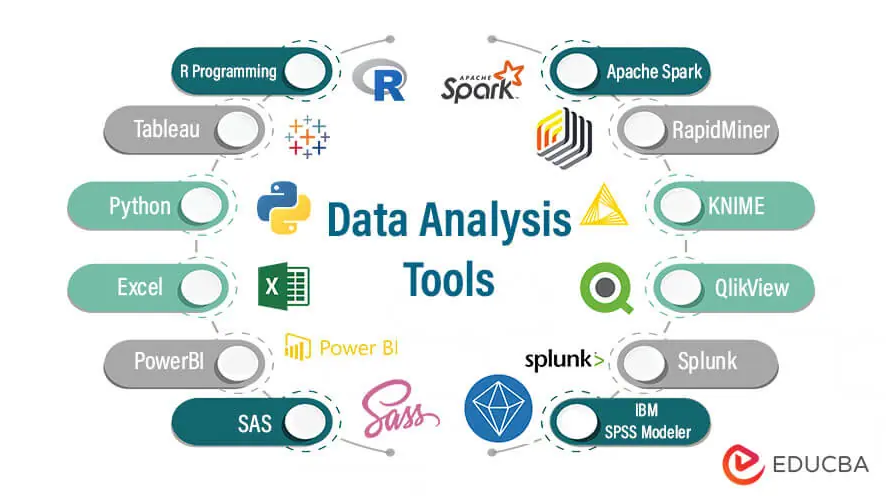 R Programming
R
APACHE
Spark
Apache Spark
Tableau
RapidMiner
Python
KNIME
Data Analysis
Tools
Excel
X
QlikView
PowerBI
Power BI
splunk>
Splunk
SAS
Sass
IBM
SPSS Modeler
EDUCBA